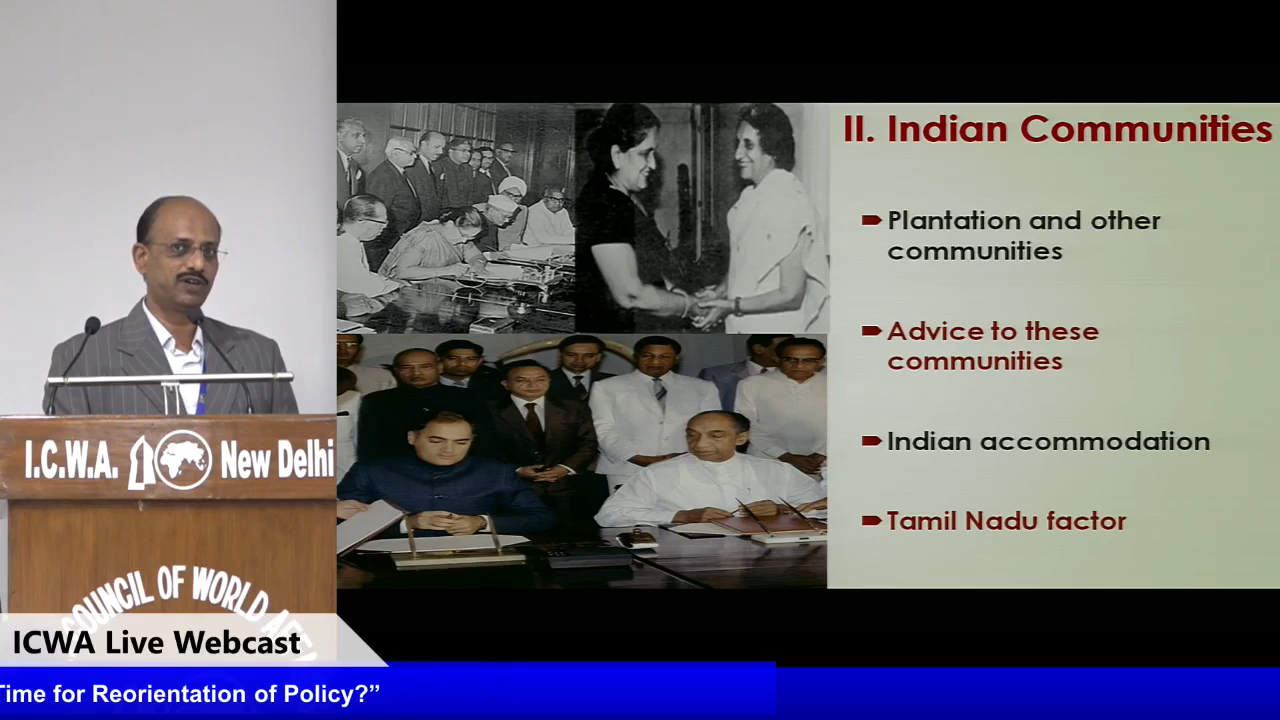 II. Indian Communities
Plantation and other
communities
Advice to these
communities
Indian accommodation
Tamil Nadu factor
I.C.W.A. New Delhi
COUNCIL OF WORLD
ICWA Live Webcast
Time for Reorientation of Policy?”